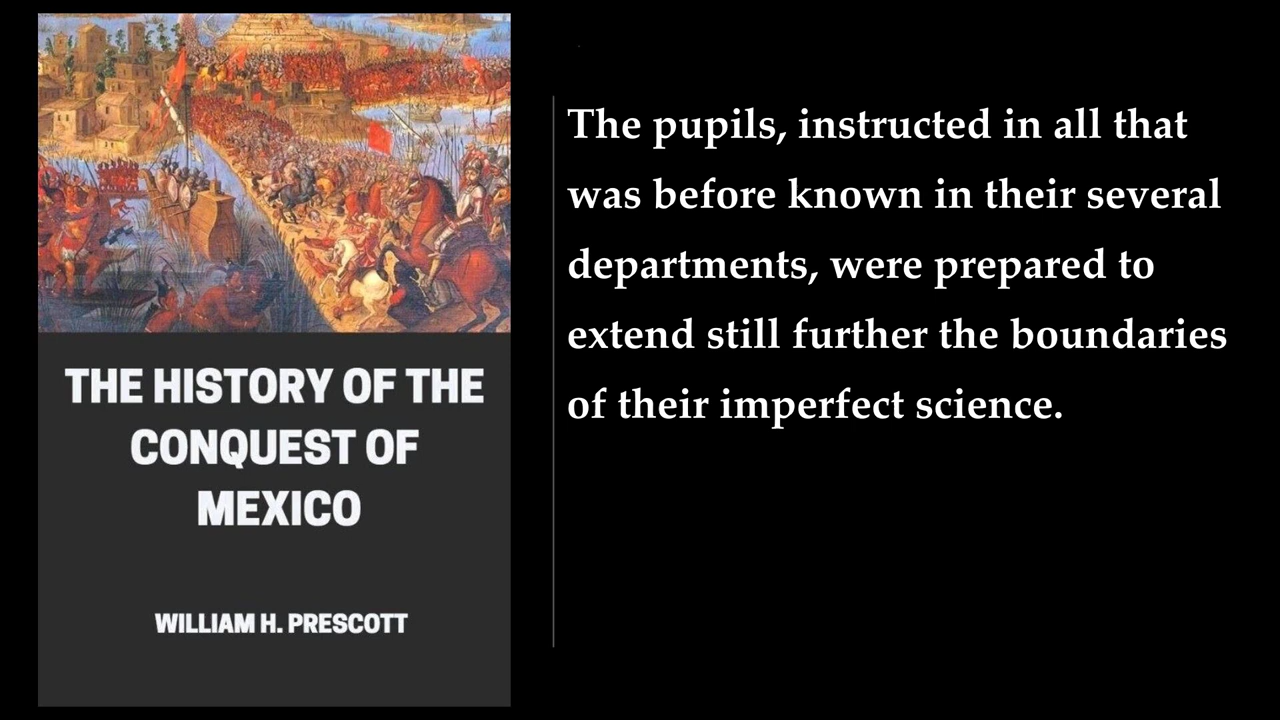 THE HISTORY OF THE
CONQUEST OF
MEXICO
WILLIAM H. PRESCOTT
The pupils, instructed in all that
was before known in their several
departments, were prepared to
extend still further the boundaries
of their imperfect science.